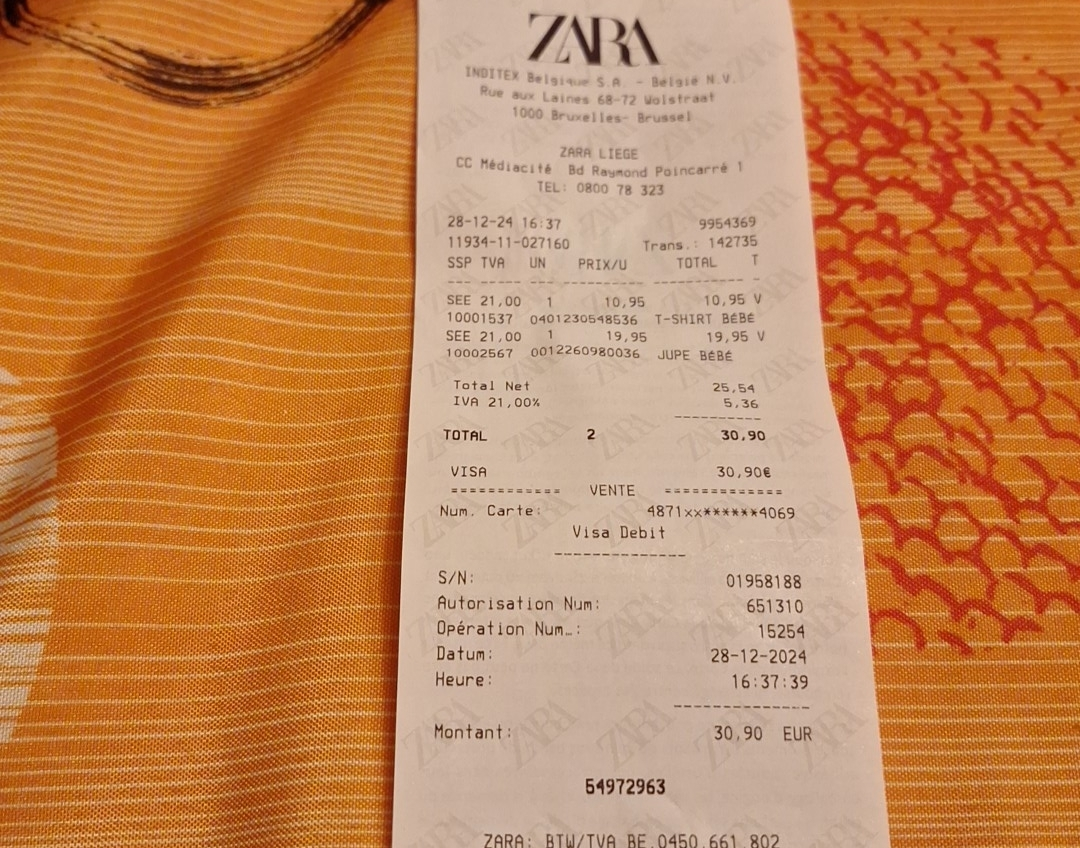 ZARA
INDITEX Belgique S.A. - België N.V.
Rue aux Laines 68-72 Wolstraat
1000 Bruxelles- Brussel
ZARA LIEGE
CC Médiacité Bd Raymond Poincarré 1
TEL: 0800 78 323
28-12-24 16:37 9954369
11934-11-027160 Trans.: 142735
SSP TVA UN PRIX/U TOTAL T
--- ----- ---- ---------- ------------ -
SEE 21,00 1 10,95 10,95 V
10001537 0401230548536 T-SHIRT BÉBÉ
SEE 21,00 1 19,95 19,95 V
10002567 0012260980036 JUPE BÉBÉ
Total Net 25,54
IVA 21,00% 5,36
-----------
TOTAL 2 30,90
VISA 30,90€
============ VENTE =============
Num. Carte: 4871xx******4069
Visa Debit
--------------
S/N: 01958188
Autorisation Num: 651310
Opération Num…: 15254
Datum: 28-12-2024
Heure: 16:37:39
--------------
Montant: 30,90 EUR
54972963
ZARA: BTW/TVA BE.0450.661.802